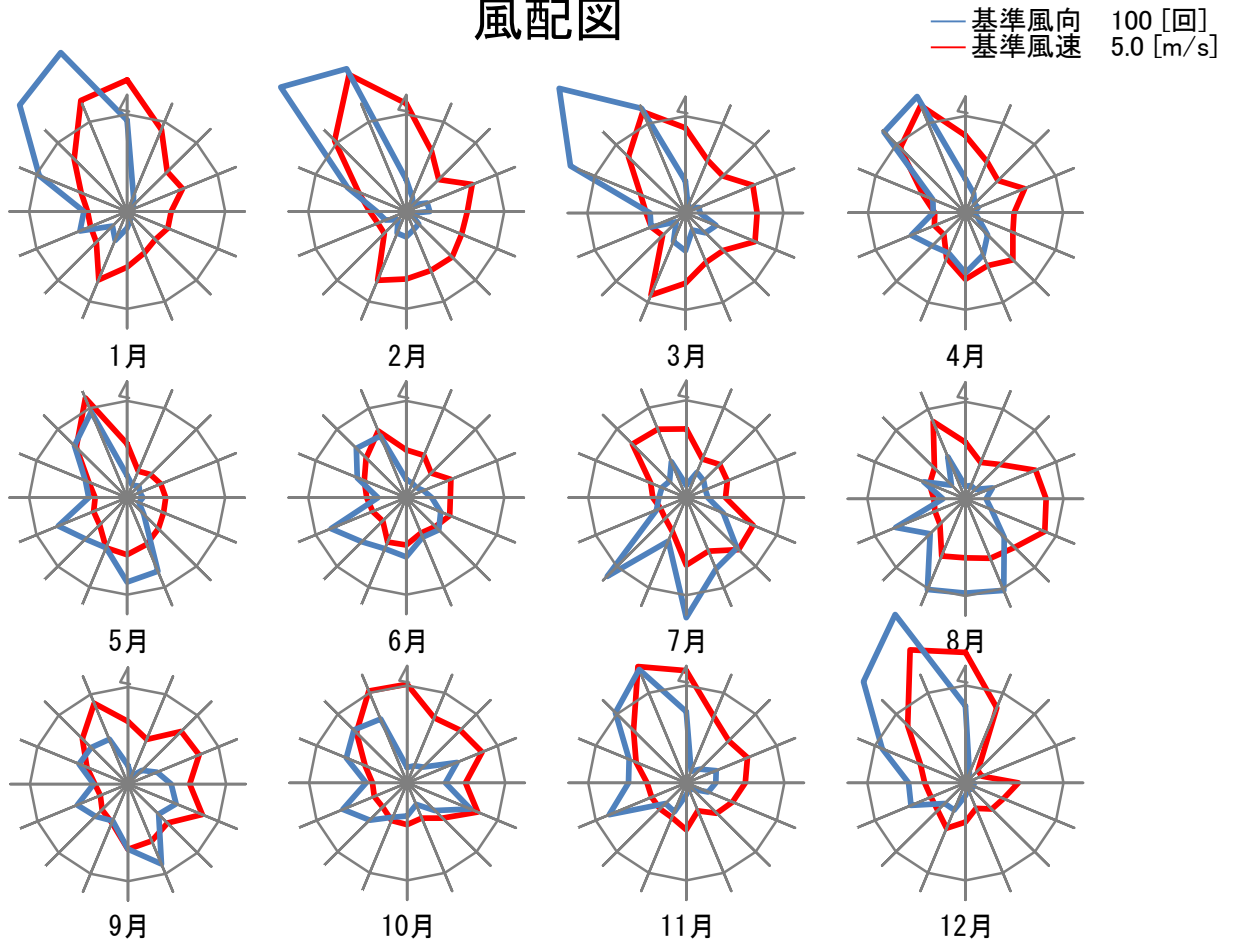 風配図
基準風向 100 [回]
基準風速 5.0 [m/s]
1月
2月
3月
4月
5月
6月
7月
8月
9月
10月
11月
12月